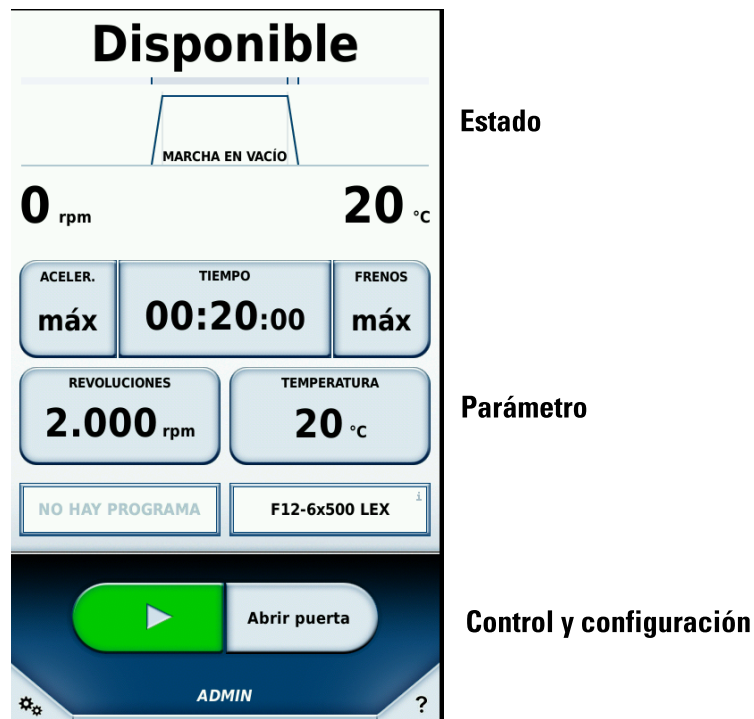 Disponible
Estado
MARCHA EN VACÍO
0 rpm 20 °C
ACELER. TIEMPO FRENOS
máx 00:20:00 máx
REVOLUCIONES TEMPERATURA
Parámetro
2.000 rpm 20 °C
NO HAY PROGRAMA F12-6x500 LEX i
Abrir puerta
Control y configuración
ADMIN
?